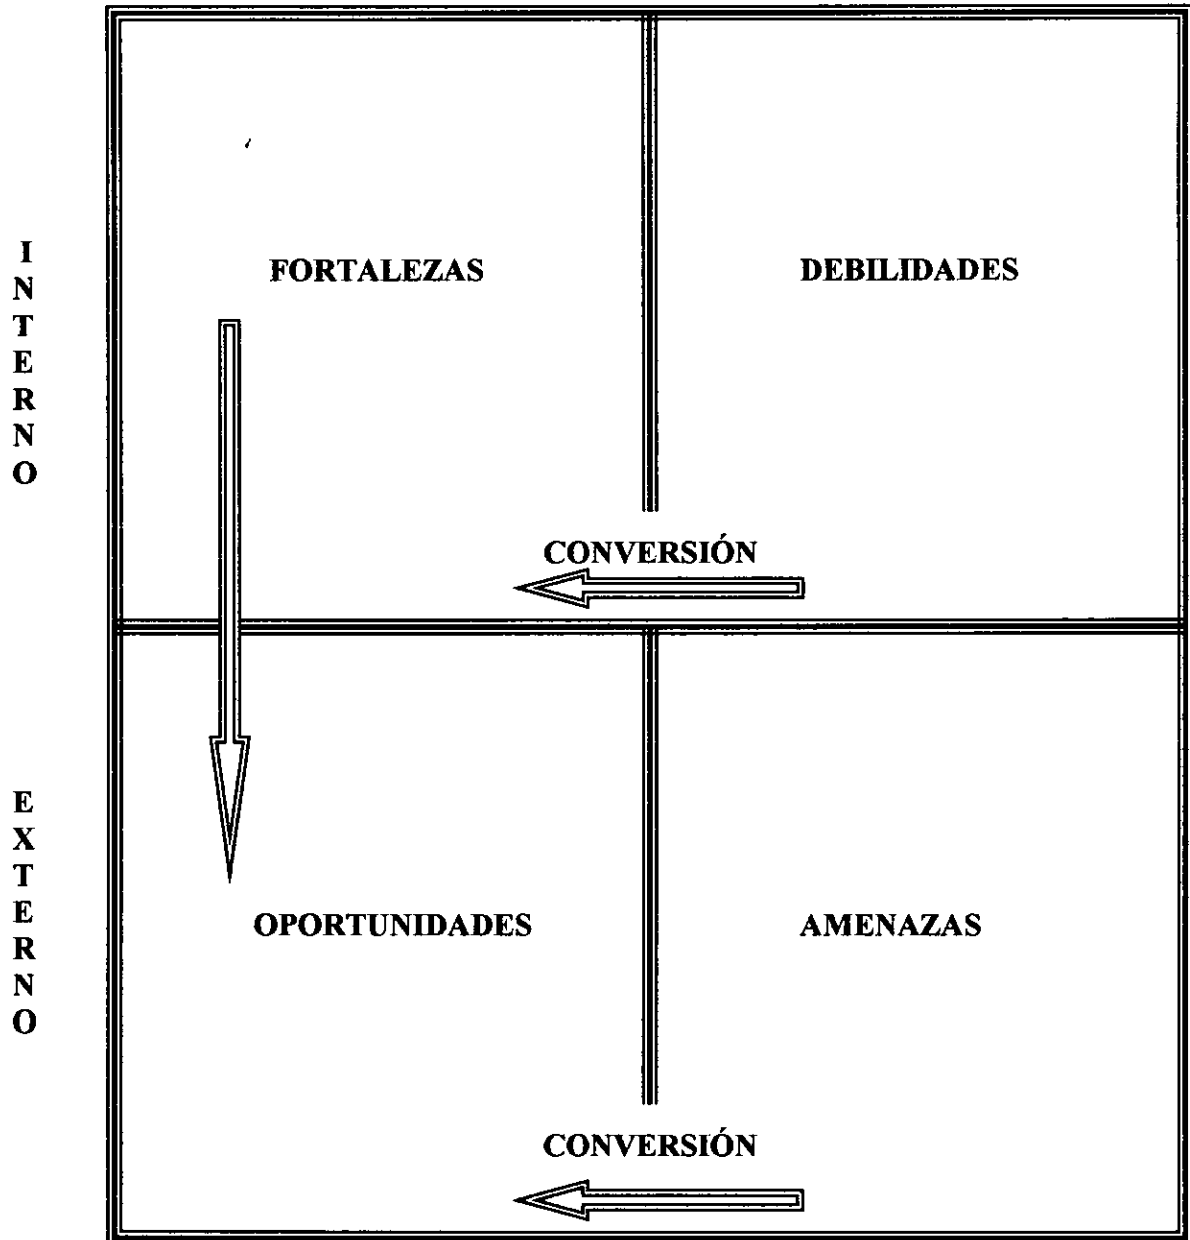 INTERNO
FORTALEZAS
DEBILIDADES
CONVERSIÓN
EXTERNO
OPORTUNIDADES
AMENAZAS
CONVERSIÓN